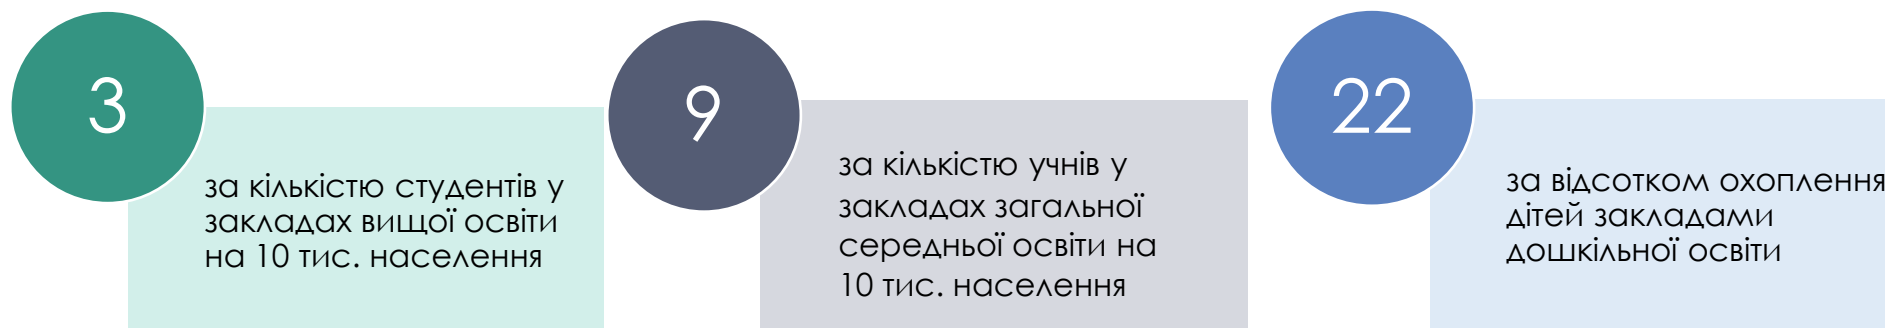 3
за кількістю студентів у
закладах вищої освіти
на 10 тис. населення
9
за кількістю учнів у
закладах загальної
середньої освіти на
10 тис. населення
22
за відсотком охоплення
дітей закладами
дошкільної освіти